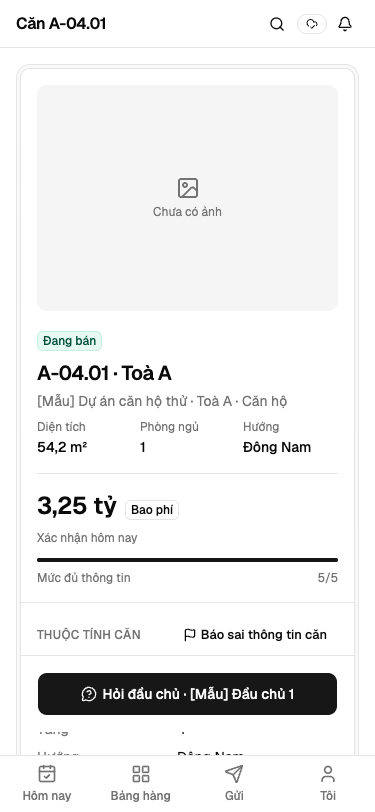 Căn A-04.01
Chưa có ảnh
Đang bán
A-04.01 · Toà A
[Mẫu] Dự án căn hộ thử · Toà A · Căn hộ
Diện tích Phòng ngủ Hướng
54,2 m² 1 Đông Nam
3,25 tỷ Bao phí
Xác nhận hôm nay
Mức đủ thông tin 5/5
THUỘC TÍNH CĂN Báo sai thông tin căn
Hỏi đầu chủ · [Mẫu] Đầu chủ 1
Hướng Đông Nam
Hôm nay Bảng hàng Gửi Tôi